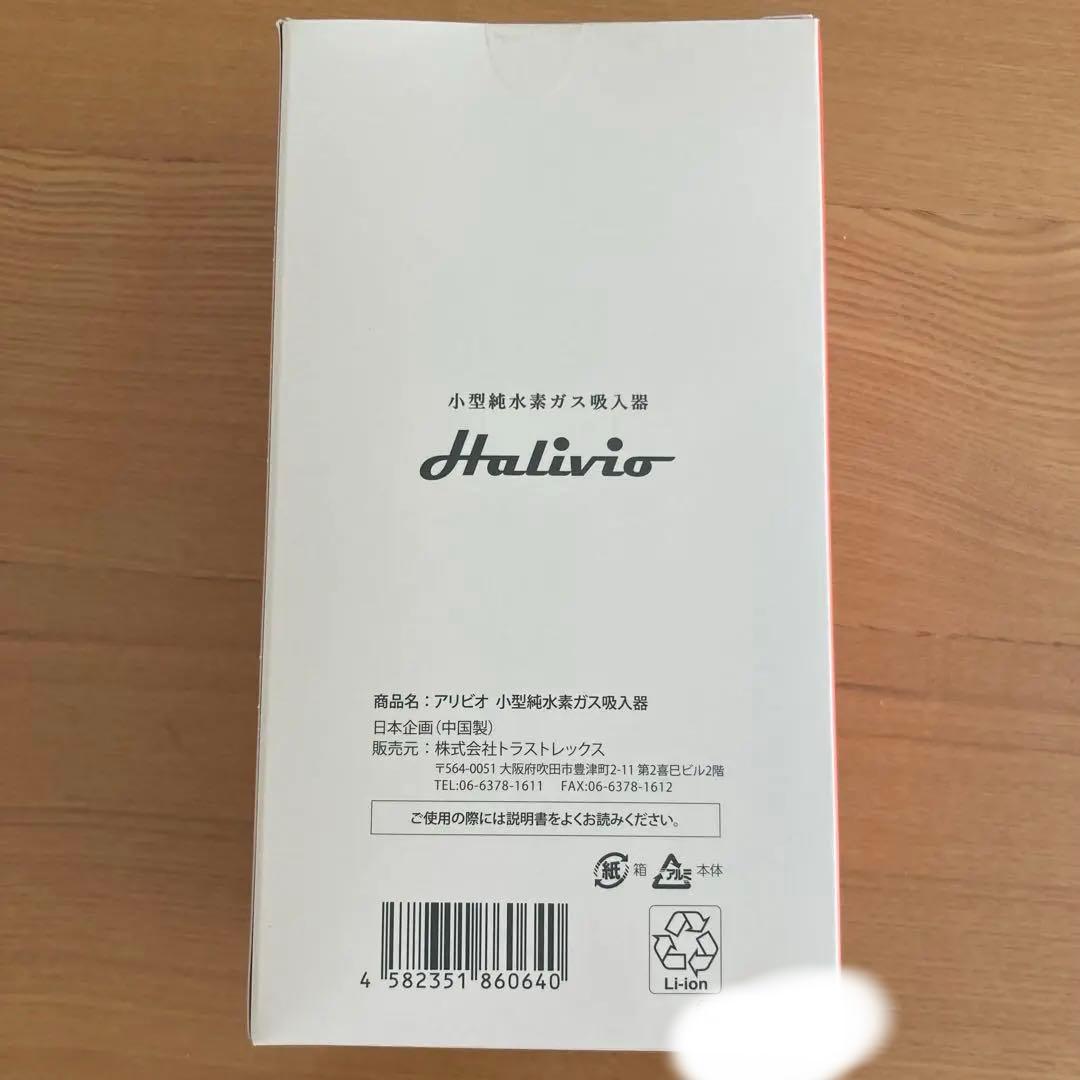 小型純水素ガス吸入器
Halivio
商品名：アリビオ 小型純水素ガス吸入器
日本企画（中国製）
販売元：株式会社トラストレックス
〒564-0051 大阪府吹田市豊津町2-11 第2喜巳ビル2階
TEL:06-6378-1611 FAX:06-6378-1612
ご使用の際には説明書をよくお読みください。
紙 箱 アルミ 本体
4 582351 860640
Li-ion